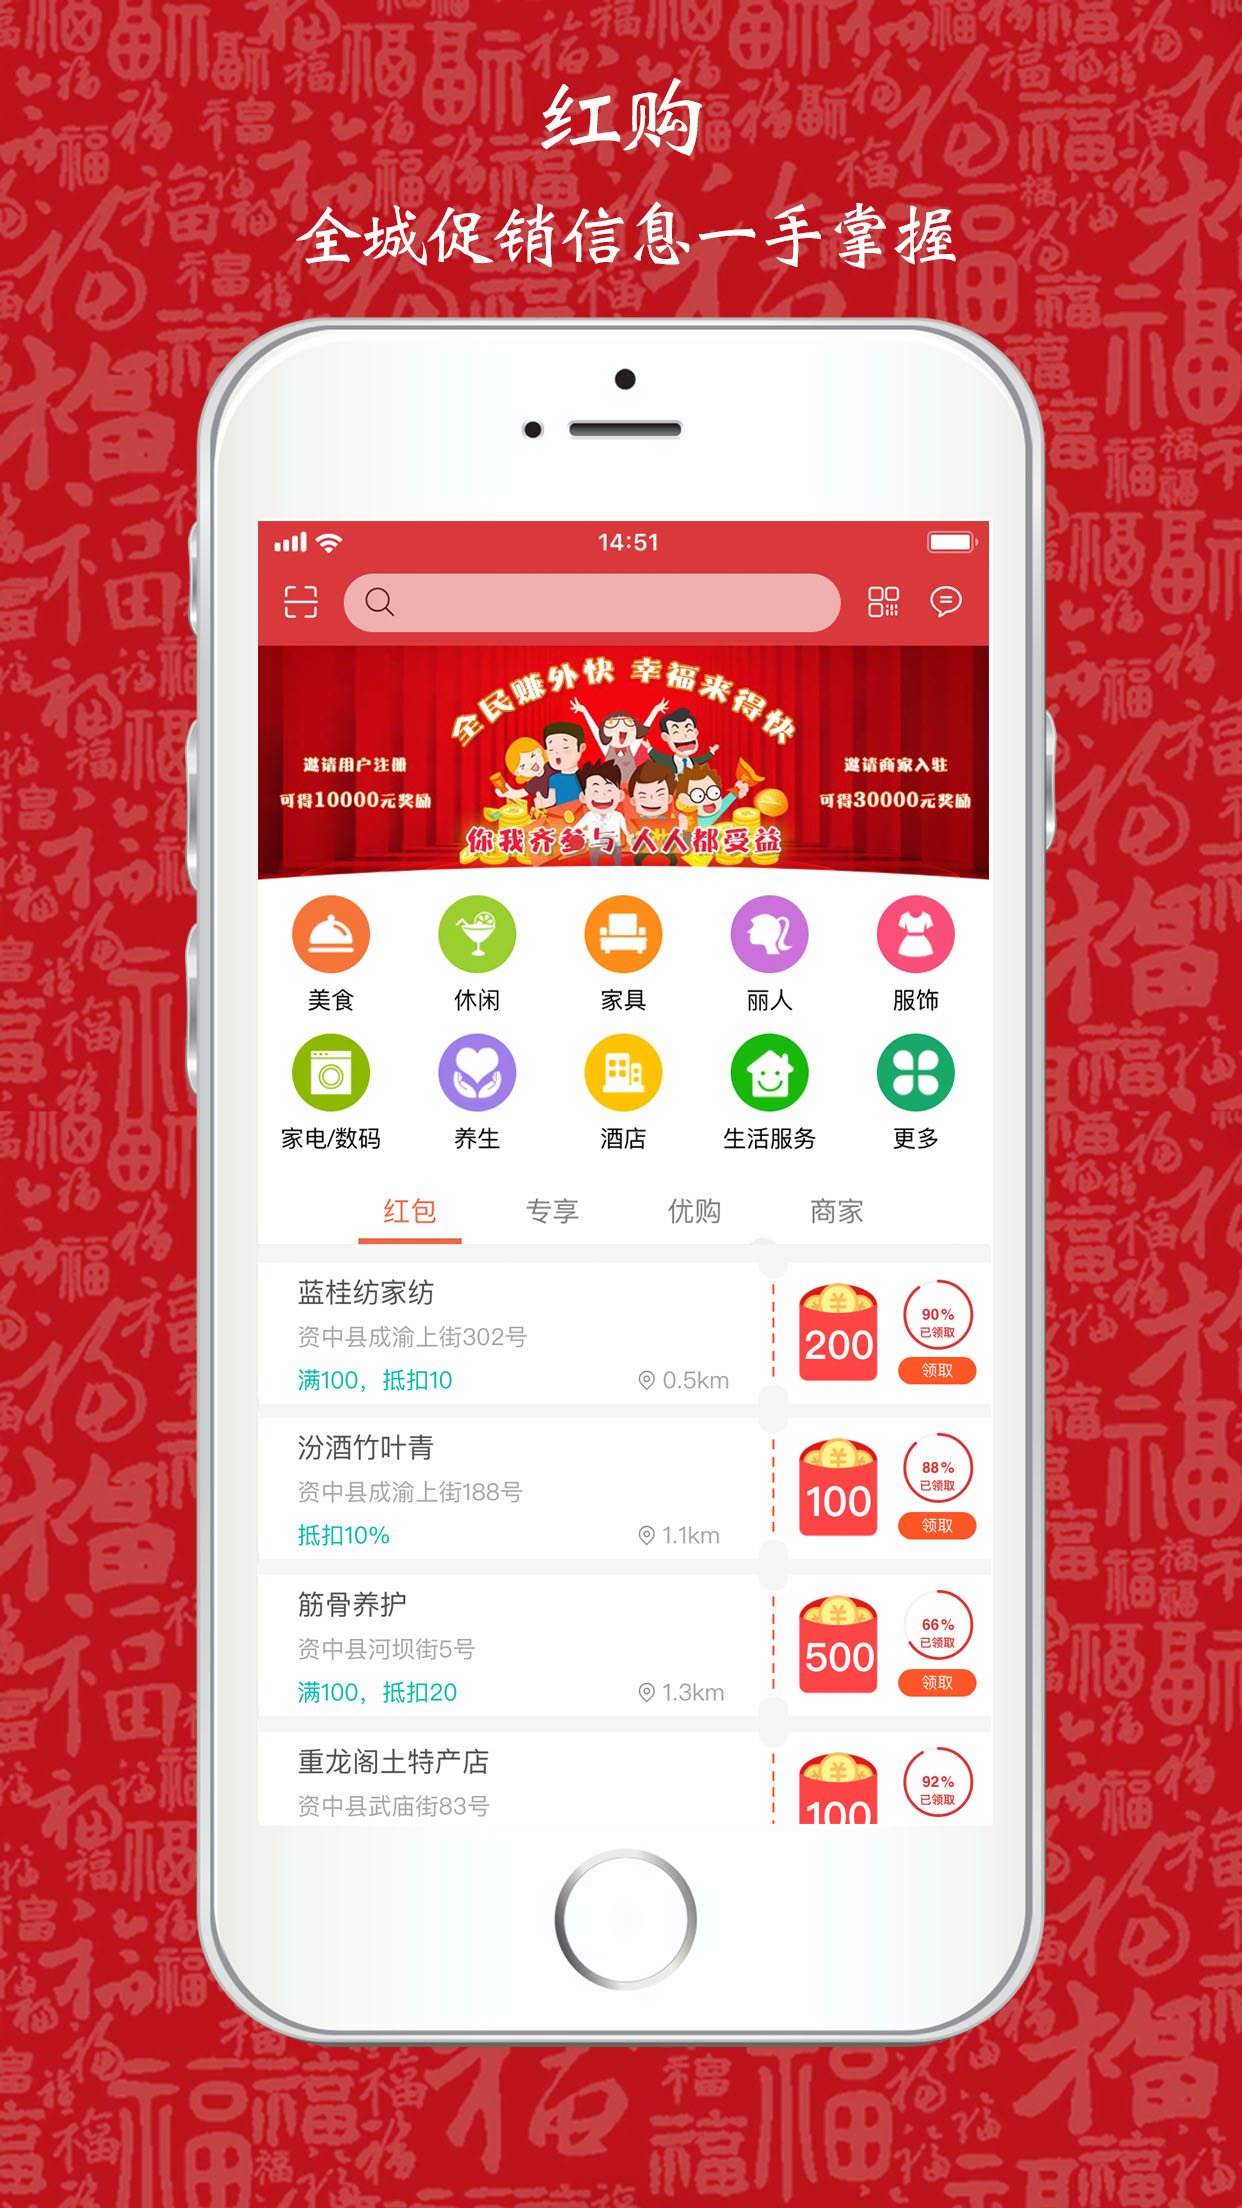 红购
全城促销信息一手掌握
14:51
全民赚外快 幸福来得快
邀请用户注册
可得10000元奖励
邀请商家入驻
可得30000元奖励
你我齐参与 人人都受益
美食 休闲 家具 丽人 服饰
家电/数码 养生 酒店 生活服务 更多
红包 专享 优购 商家
蓝桂纺家纺
资中县成渝上街302号
满100，抵扣10 0.5km
200
90%
已领取
领取
汾酒竹叶青
资中县成渝上街188号
抵扣10% 1.1km
100
88%
已领取
领取
筋骨养护
资中县河坝街5号
满100，抵扣20 1.3km
500
66%
已领取
领取
重龙阁土特产店
资中县武庙街83号
100
92%
已领取